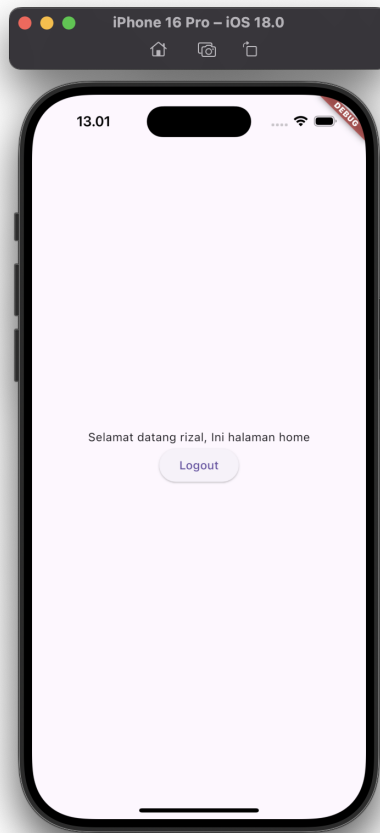 iPhone 16 Pro – iOS 18.0
13.01
DEBUG
Selamat datang rizal, Ini halaman home
Logout